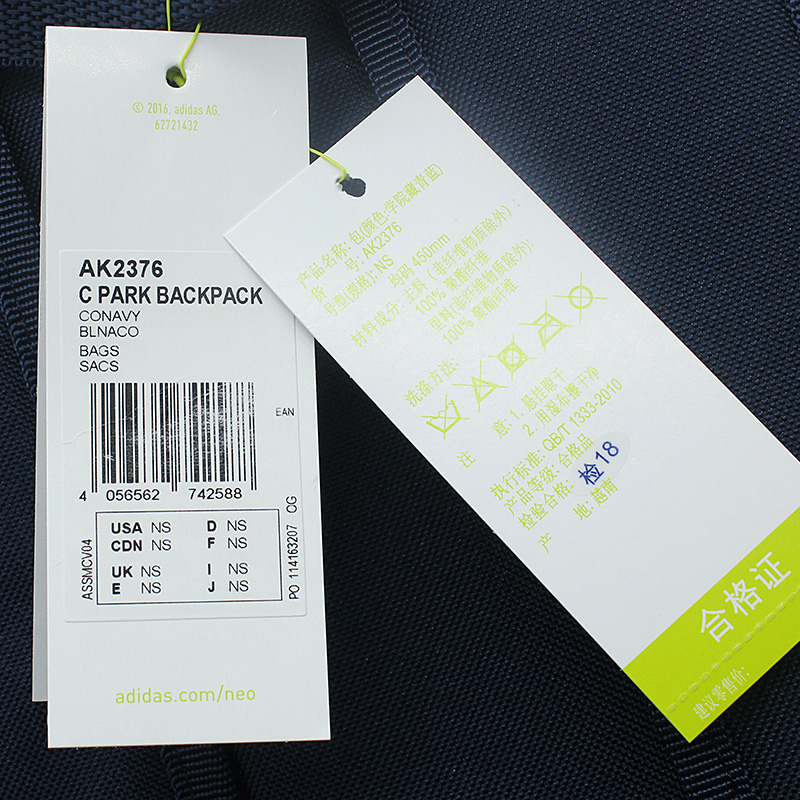 © 2016, adidas AG.
62721432
AK2376
C PARK BACKPACK
CONAVY
BLNACO
BAGS
SACS
EAN
4 056562 742588
USA NS D NS
CDN NS F NS
UK NS I NS
E NS J NS
ASSMCV04
PO 114163207 OG
adidas.com/neo
产品名称: 包(颜色:学院藏青蓝)
货 号: AK2376
号型(规格): NS 均码 450mm
材料成分: 主料 (非纤维物质除外) :
100% 聚酯纤维
里料(非纤维物质除外):
100% 聚酯纤维
洗涤方法:
注 意: 1. 悬挂晾干
2. 用湿布擦干净
执行标准: QB/T 1333-2010
产品等级: 合格品
检验合格: 检18
产 地: 越南
合格证
建议零售价: